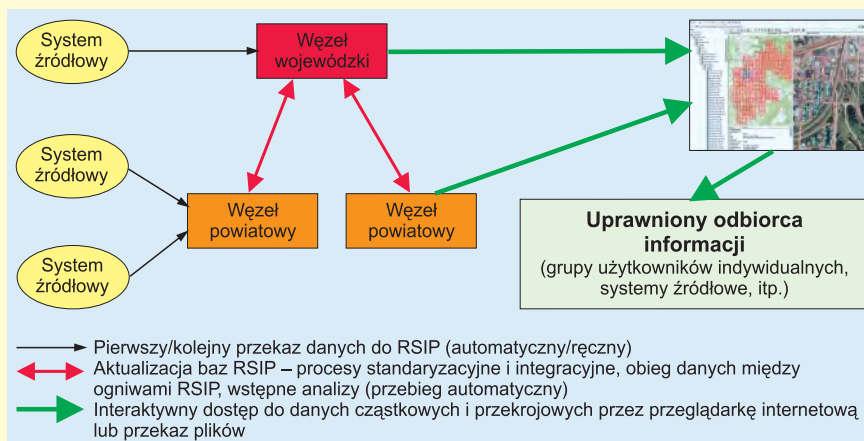 System
źródłowy
Węzeł
wojewódzki
System
źródłowy
Węzeł
powiatowy
Węzeł
powiatowy
System
źródłowy
Uprawniony odbiorca
informacji
(grupy użytkowników indywidualnych,
systemy źródłowe, itp.)
Pierwszy/kolejny przekaz danych do RSIP (automatyczny/ręczny)
Aktualizacja baz RSIP – procesy standaryzacyjne i integracyjne, obieg danych między
ogniwami RSIP, wstępne analizy (przebieg automatyczny)
Interaktywny dostęp do danych cząstkowych i przekrojowych przez przeglądarkę internetową
lub przekaz plików